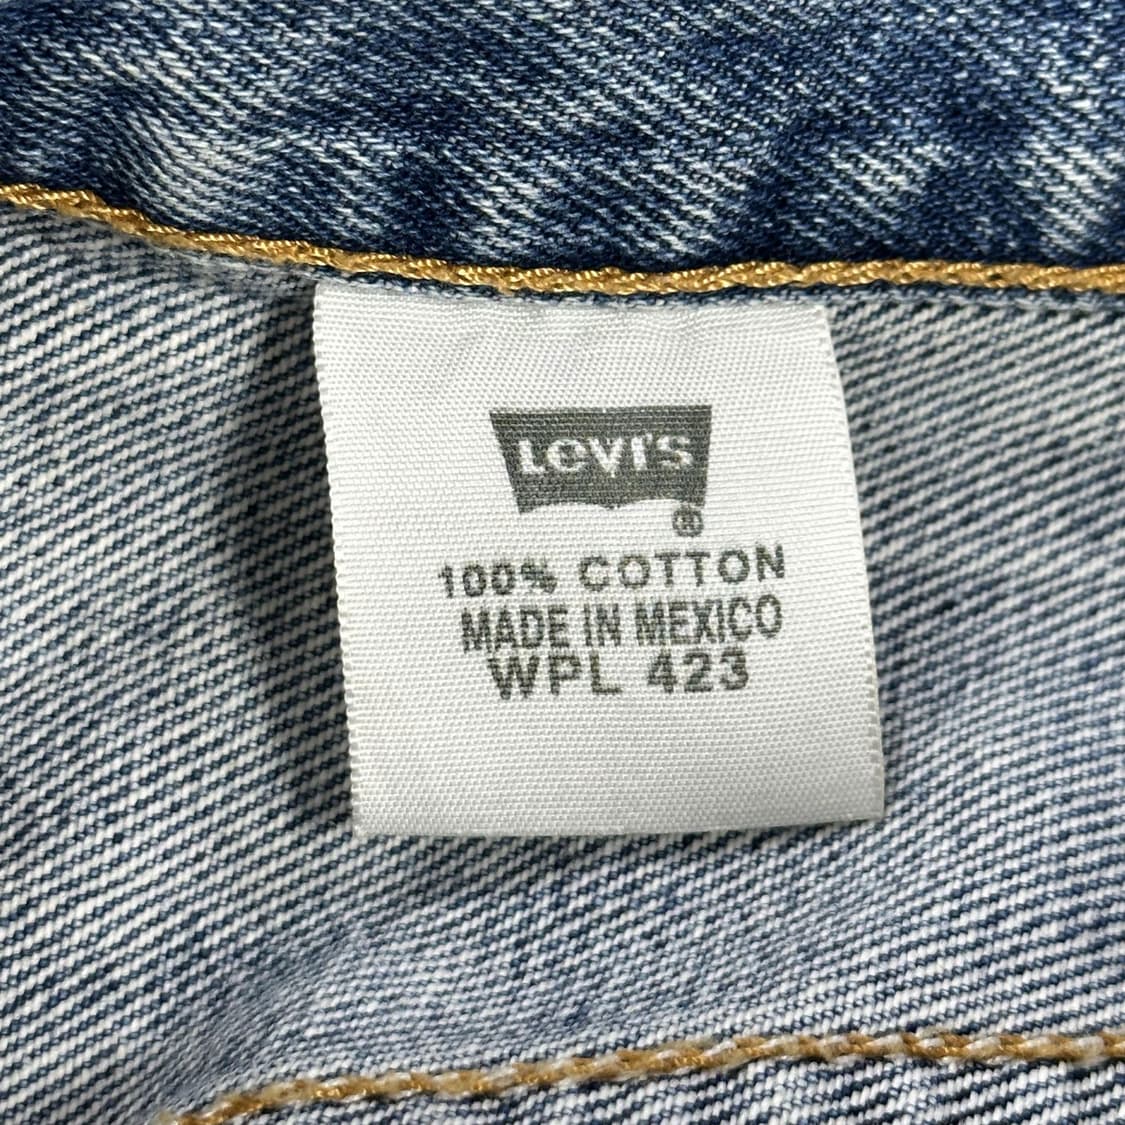 Levi's
®
100% COTTON
MADE IN MEXICO
WPL 423